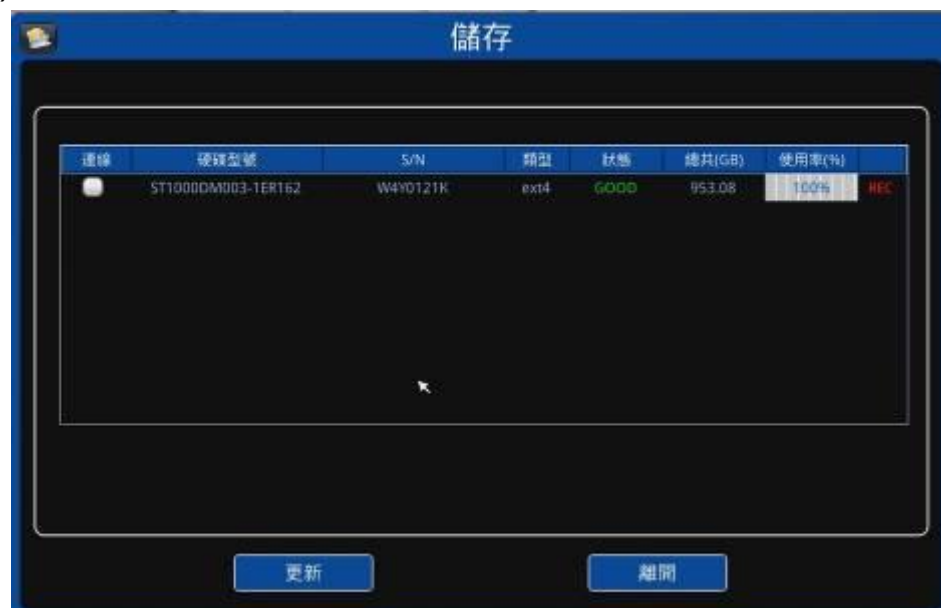 儲存
連線 硬碟型號 S/N 類型 狀態 總共(GB) 使用率(%)
ST1000DM003-1ER162 W4Y0121K ext4 GOOD 953.08 100% REC
更新 離開